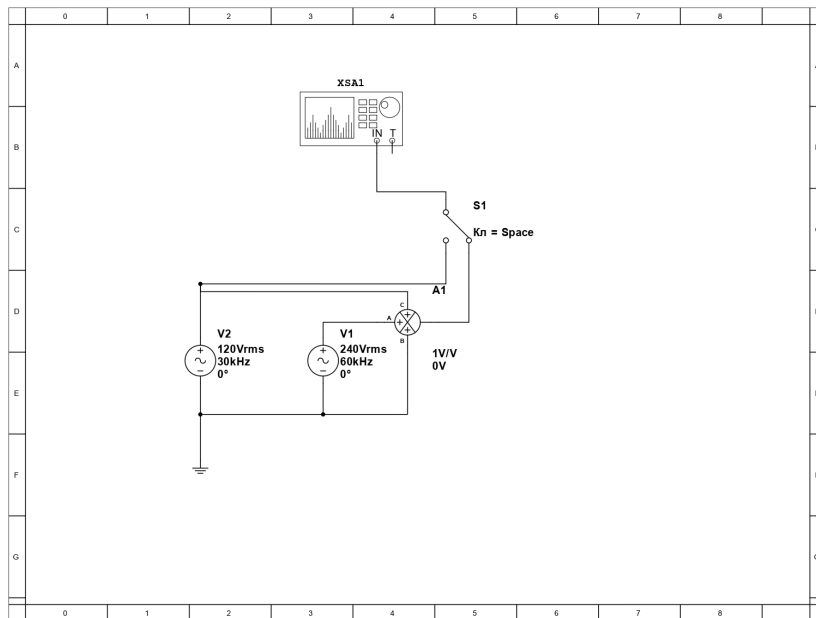 0 1 2 3 4 5 6 7 8
A
XSA1
IN T
B
S1
C
Кл = Space
A1
C
D
A
B
V2
120Vrms
30kHz
0°
V1
240Vrms
60kHz
0°
1V/V
0V
E
F
G
0 1 2 3 4 5 6 7 8